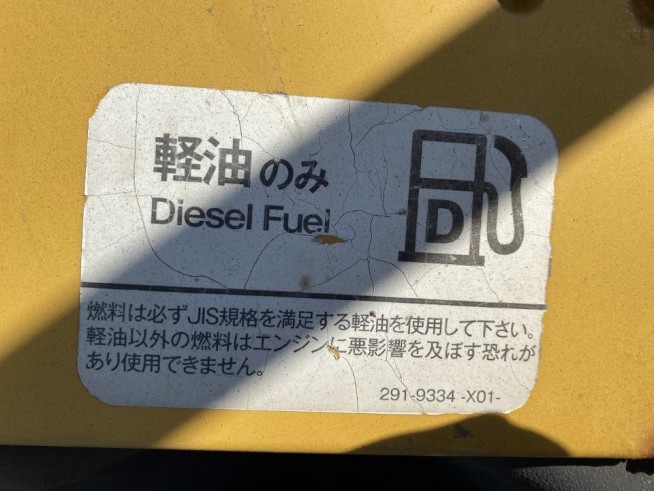 軽油のみ
Diesel Fuel
D
燃料は必ずJIS規格を満足する軽油を使用して下さい。
軽油以外の燃料はエンジンに悪影響を及ぼす恐れが
あり使用できません。
291-9334 -X01-